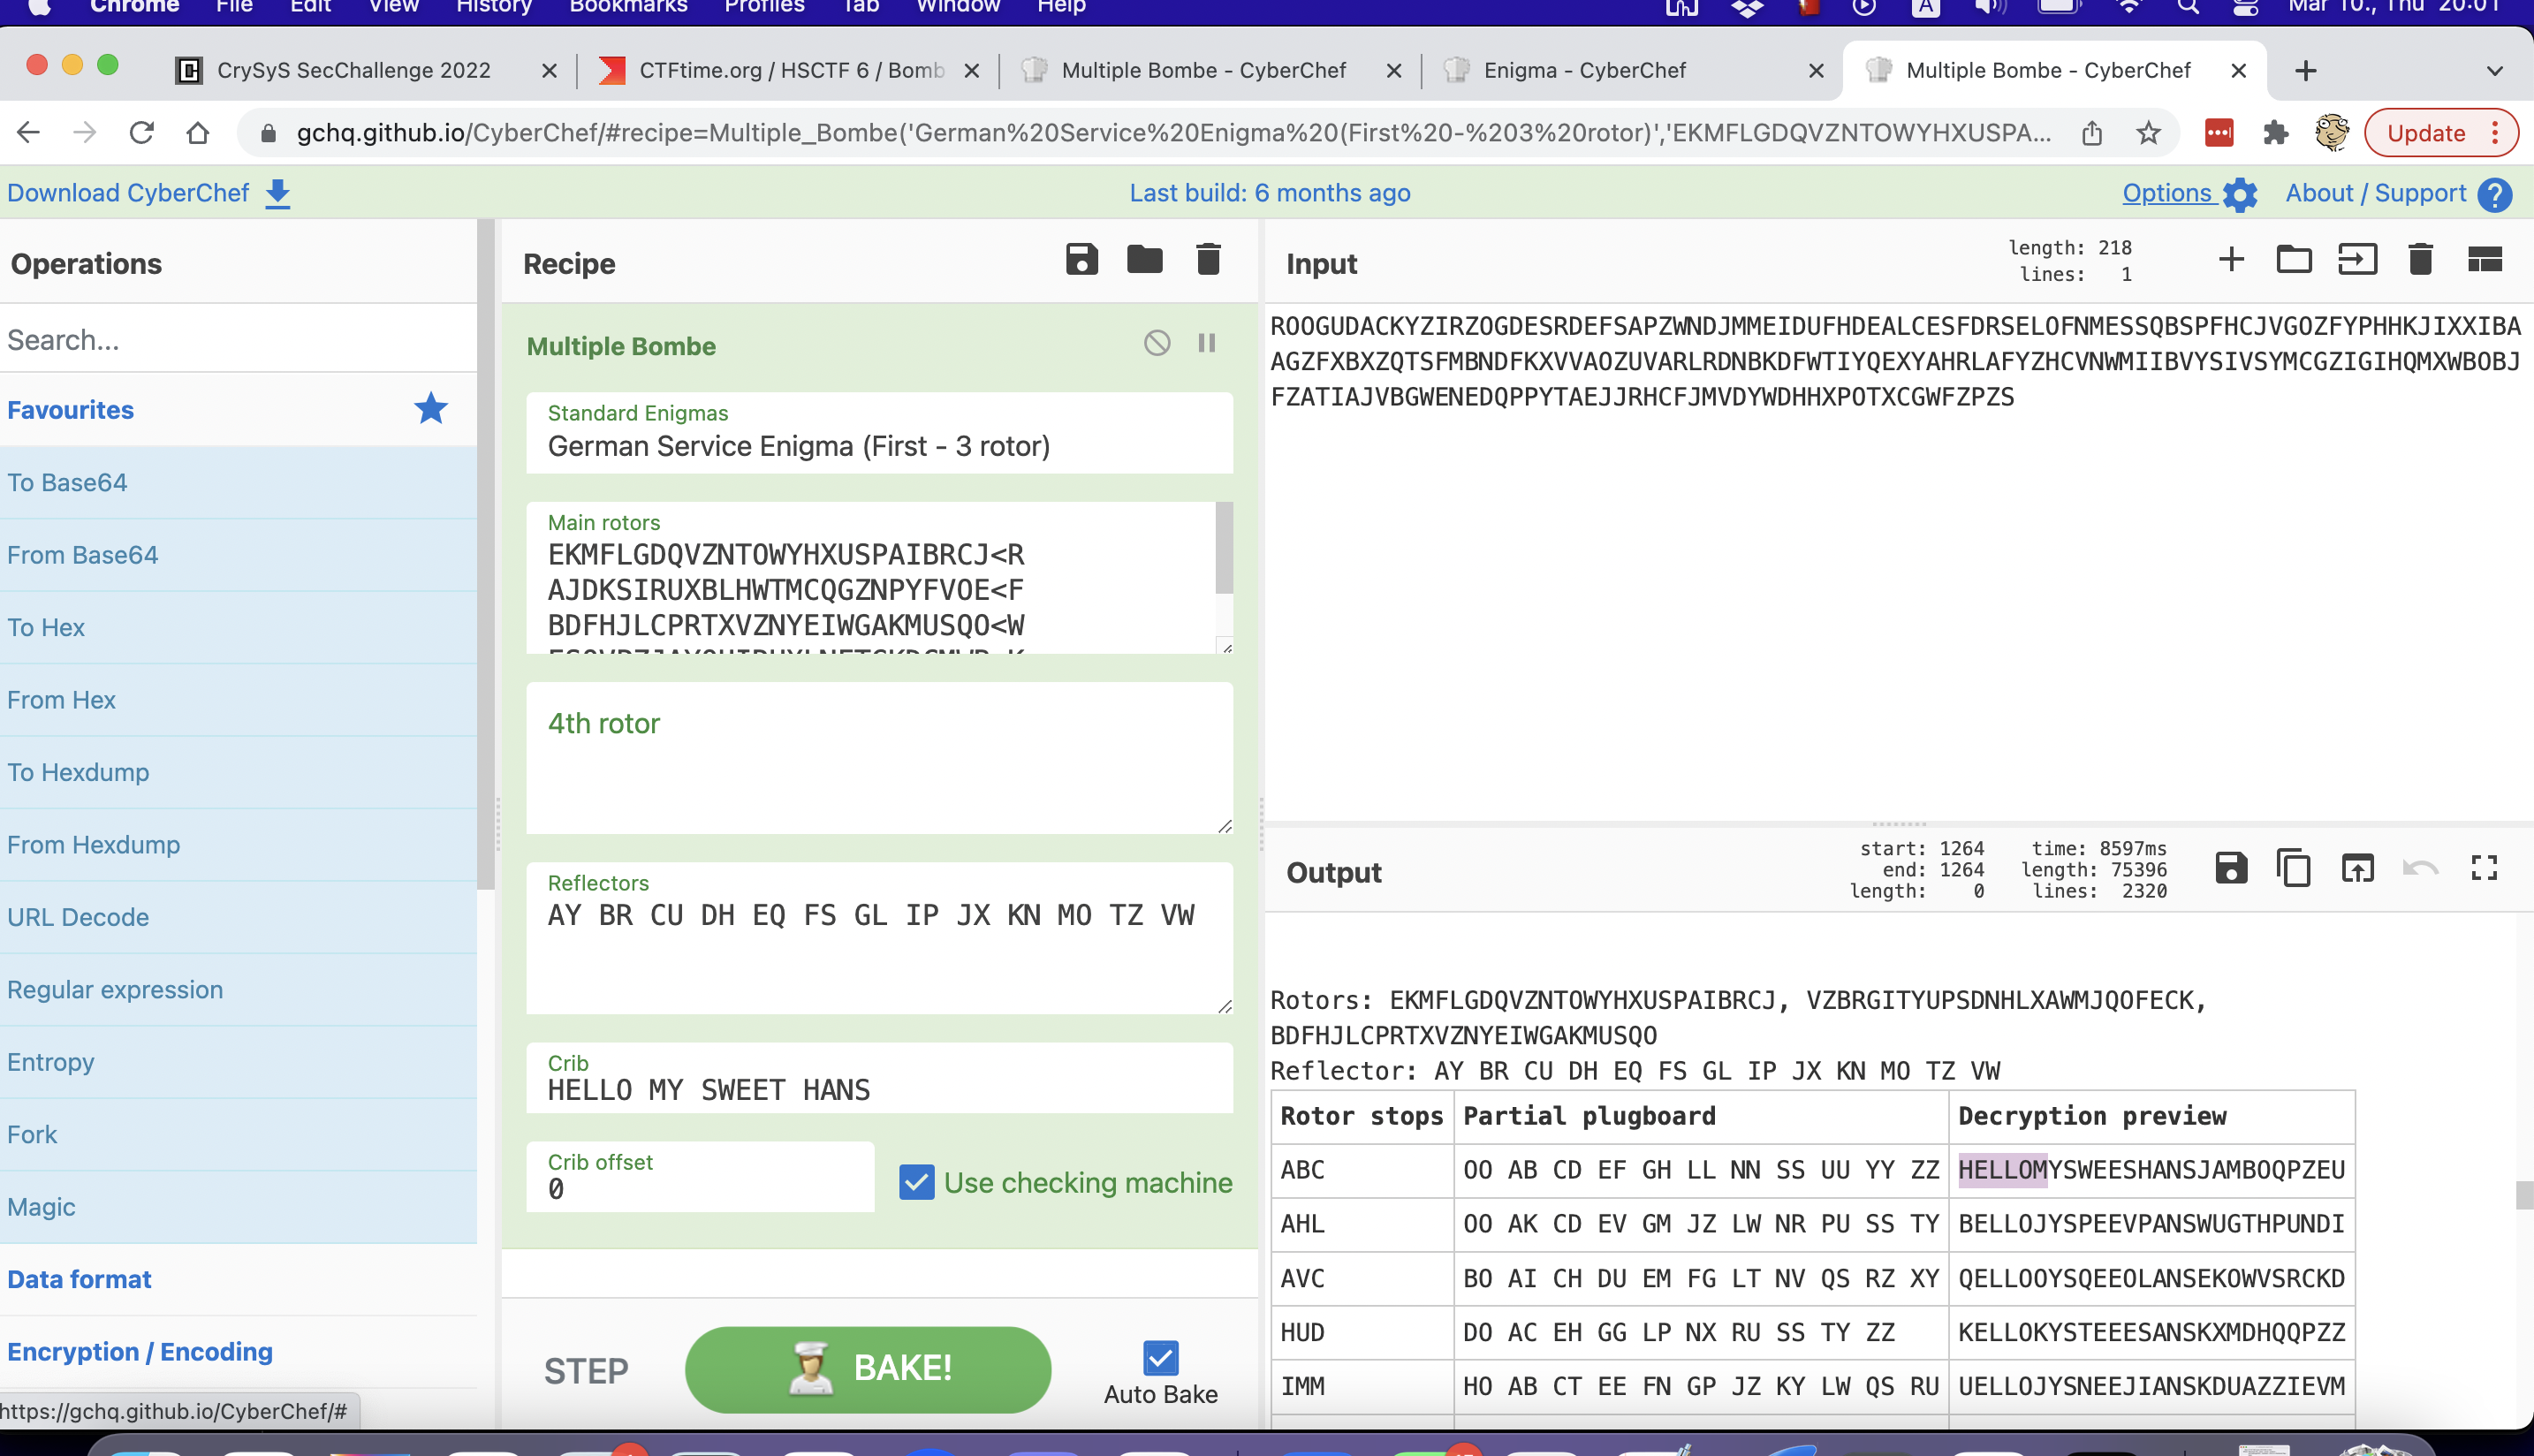 Chrome File Edit View History Bookmarks Profiles Tab Window Help A Mar 10., Thu 20:01
CrySyS SecChallenge 2022
CTFtime.org / HSCTF 6 / Bomb
Multiple Bombe - CyberChef
Enigma - CyberChef
Multiple Bombe - CyberChef
gchq.github.io/CyberChef/#recipe=Multiple_Bombe('German%20Service%20Enigma%20(First%20-%203%20rotor)','EKMFLGDQVZNTOWYHXUSPA...
Update
Download CyberChef
Last build: 6 months ago
Options
About / Support
Operations
Search...
Favourites
To Base64
From Base64
To Hex
From Hex
To Hexdump
From Hexdump
URL Decode
Regular expression
Entropy
Fork
Magic
Data format
Encryption / Encoding
https://gchq.github.io/CyberChef/#
Recipe
Multiple Bombe
Standard Enigmas
German Service Enigma (First - 3 rotor)
Main rotors
EKMFLGDQVZNTOWYHXUSPAIBRCJ<R
AJDKSIRUXBLHWTMCQGZNPYFVOE<F
BDFHJLCPRTXVZNYEIWGAKMUSQO<W
4th rotor
Reflectors
AY BR CU DH EQ FS GL IP JX KN MO TZ VW
Crib
HELLO MY SWEET HANS
Crib offset
0
Use checking machine
STEP
BAKE!
Auto Bake
Input
length: 218
lines: 1
ROOGUDACKYZIRZOGDESRDEFSAPZWNDJMMEIDUFHDEALCESFDRSELOFNMESSQBSPFHCJVGOZFYPHHKJIXXIBA
AGZFXBXZQTSFMBNDFKXVVAOZUVARLRDNBKDFWTIYQEXYAHRLAFYZHCVNWMIIBVYSIVSYMCGZIGIHQMXWBOBJ
FZATIAJVBGWENEDQPPYTAEJJRHCFJMVDYWDHHXPOTXCGWFZPZS
Output
start: 1264 time: 8597ms
end: 1264 length: 75396
length: 0 lines: 2320
Rotors: EKMFLGDQVZNTOWYHXUSPAIBRCJ, VZBRGITYUPSDNHLXAWMJQOFECK,
BDFHJLCPRTXVZNYEIWGAKMUSQO
Reflector: AY BR CU DH EQ FS GL IP JX KN MO TZ VW
Rotor stops Partial plugboard Decryption preview
ABC OO AB CD EF GH LL NN SS UU YY ZZ HELLOMYSWEESHANSJAMBOQPZEU
AHL OO AK CD EV GM JZ LW NR PU SS TY BELLOJYSPEEVPANSWUGTHPUNDI
AVC BO AI CH DU EM FG LT NV QS RZ XY QELLOOYSQEEOLANSEKOWVSRCKD
HUD DO AC EH GG LP NX RU SS TY ZZ KELLOKYSTEEESANSKXMDHQQPZZ
IMM HO AB CT EE FN GP JZ KY LW QS RU UELLOJYSNEEJIANSKDUAZZIEVM